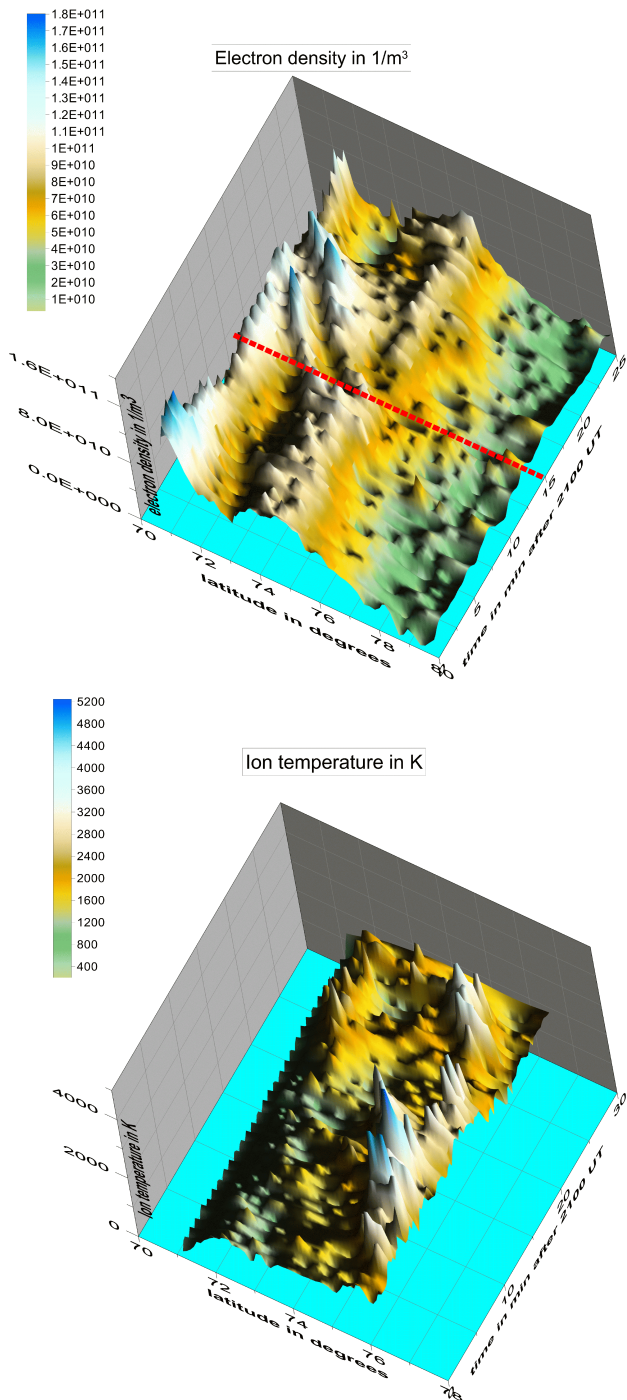 1.8E+011
1.7E+011
1.6E+011
1.5E+011
1.4E+011
1.3E+011
1.2E+011
1.1E+011
1E+011
9E+010
8E+010
7E+010
6E+010
5E+010
4E+010
3E+010
2E+010
1E+010
Electron density in 1/m³
1.6E+011
8.0E+010
0.0E+000
electron density in 1/m3
70
72
74
76
78
80
latitude in degrees
5
10
15
20
25
time in min after 2100 UT
5200
4800
4400
4000
3600
3200
2800
2400
2000
1600
1200
800
400
Ion temperature in K
4000
2000
0
Ion temperature in K
70
72
74
76
78
latitude in degrees
10
20
30
time in min after 2100 UT